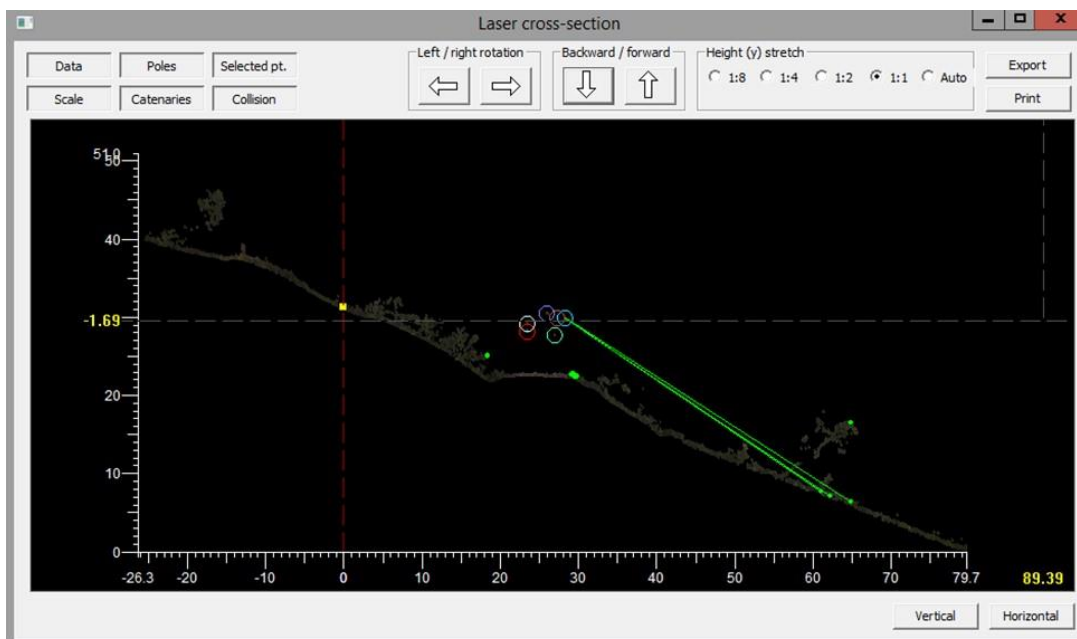 Laser cross-section
Data Poles Selected pt.
Scale Catenaries Collision
Left / right rotation
Backward / forward
Height (y) stretch
1:8 1:4 1:2 1:1 Auto
Export
Print
51.0
50
40
-1.69
20
10
0
-26.3 -20 -10 0 10 20 30 40 50 60 70 79.7 89.39
Vertical Horizontal